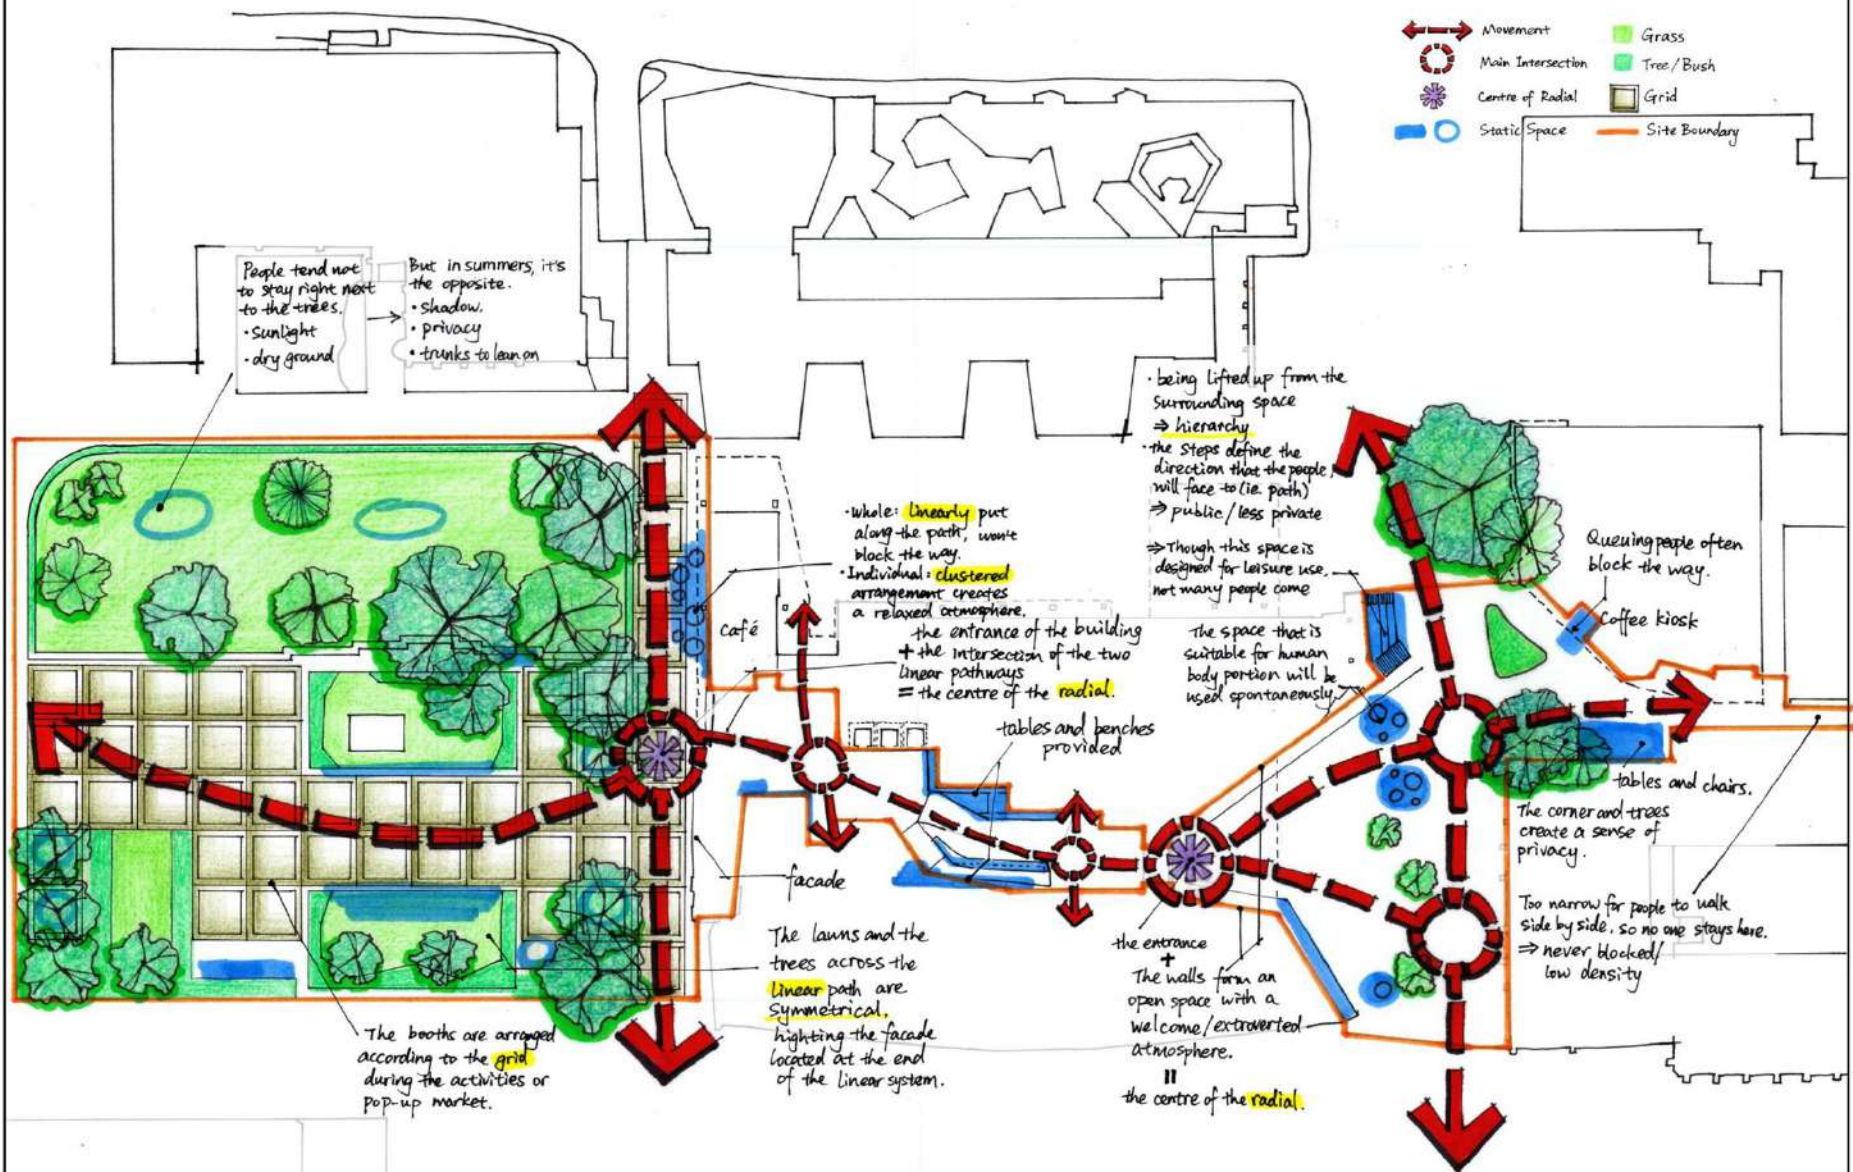 Movement
Main Intersection
Centre of Radial
Static Space
Grass
Tree/Bush
Grid
Site Boundary
People tend not
to stay right next
to the trees.
• Sunlight
• dry ground
→
But in summers, it's
the opposite.
• Shadow.
• privacy
• trunks to lean on
• being lifted up from the
surrounding space
⇒ hierarchy
• the steps define the
direction that the people
will face to (ie. path)
⇒ public/less private
⇒ Though this space is
designed for leisure use,
not many people come
• whole: linearly put
along the path, won't
block the way.
• Individual: clustered
arrangement creates
a relaxed atmosphere.
café
the entrance of the building
+ the intersection of the two
linear pathways
= the centre of the radial.
tables and benches
provided
The space that is
suitable for human
body portion will be
used spontaneously.
Queuing people often
block the way.
Coffee kiosk
tables and chairs.
The corner and trees
create a sense of
privacy.
Too narrow for people to walk
side by side, so no one stays here.
⇒ never blocked/
low density
facade
The lawns and the
trees across the
linear path are
symmetrical,
highting the facade
located at the end
of the linear system.
the entrance
+
The walls form an
open space with a
welcome/extroverted
atmosphere.
=
the centre of the radial.
The booths are arranged
according to the grid
during the activities or
pop-up market.